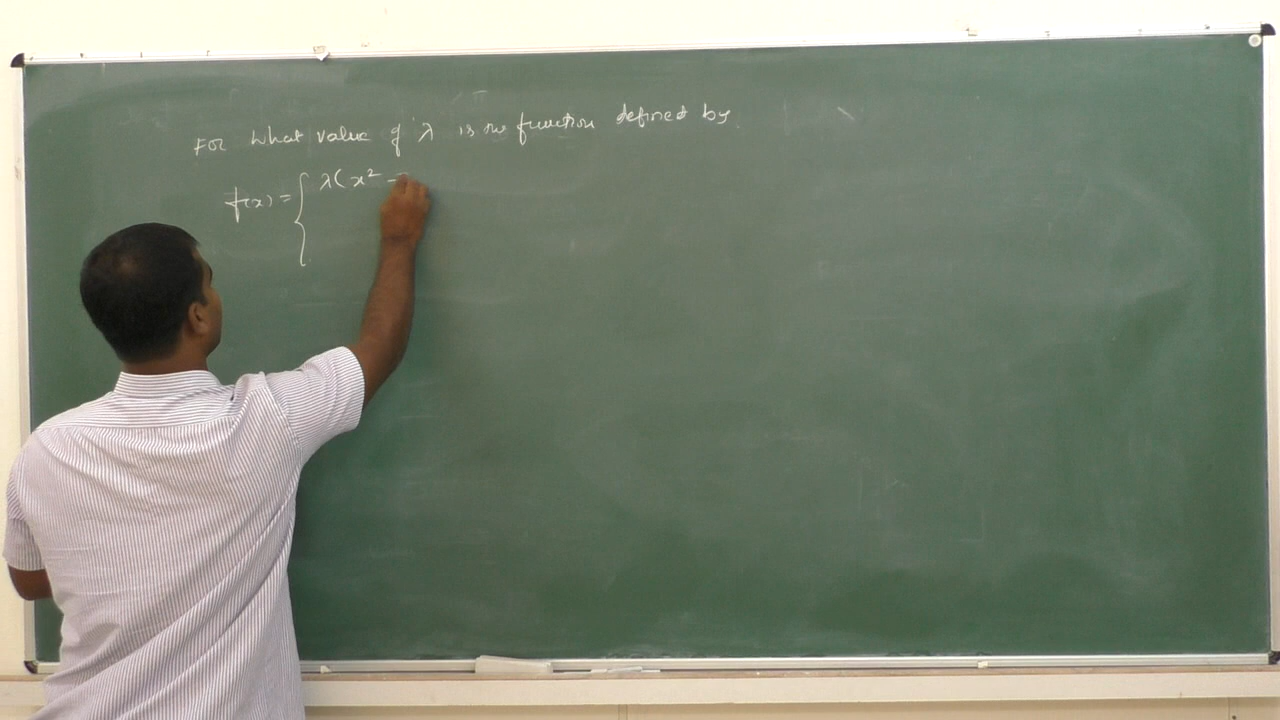 For what value of λ is the function defined by
f(x) = { λ(x² -